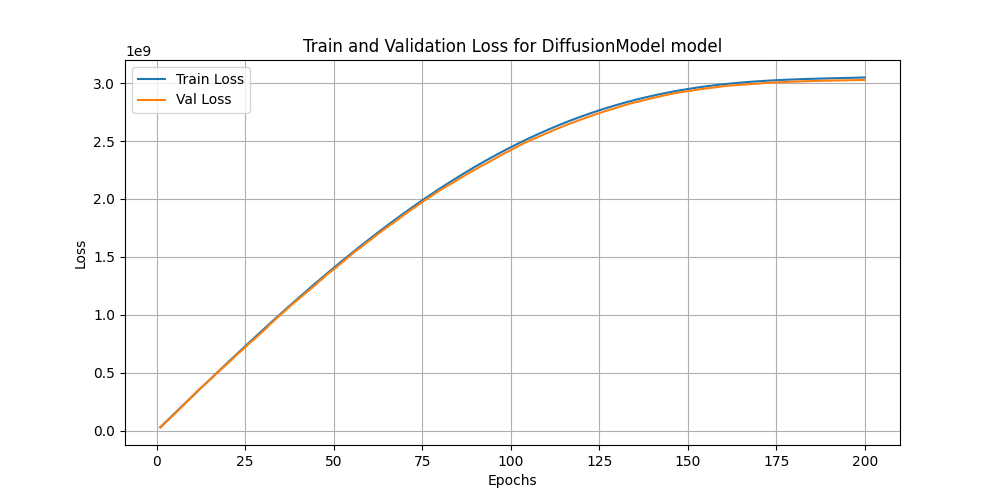 Train and Validation Loss for DiffusionModel model
1e9
Train Loss
Val Loss
3.0
2.5
2.0
1.5
1.0
0.5
0.0
Loss
0 25 50 75 100 125 150 175 200
Epochs